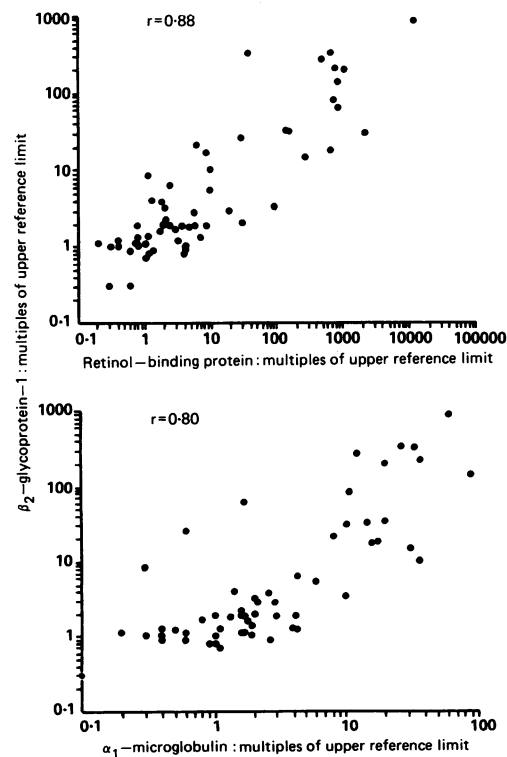 1000
r=0·88
100
10
1
0·1
0·1 1 10 100 1000 10000 100000
Retinol—binding protein : multiples of upper reference limit
β2—glycoprotein—1 : multiples of upper reference limit
1000
r=0·80
100
10
1
0·1
0·1 1 10 100
α1—microglobulin : multiples of upper reference limit